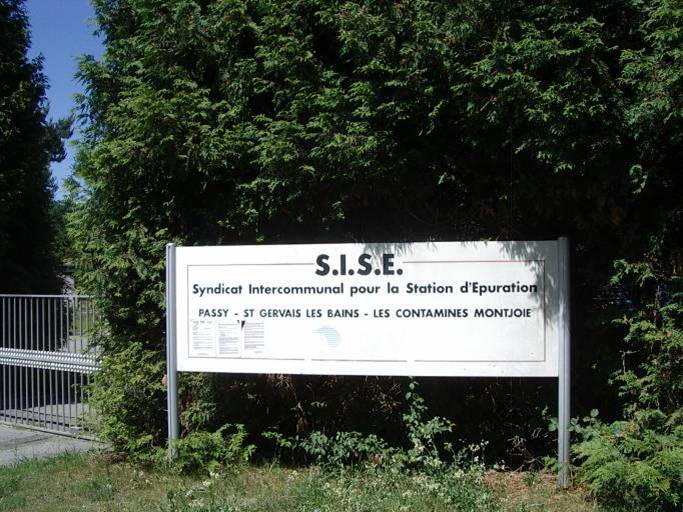 S.I.S.E.
Syndicat Intercommunal pour la Station d'Epuration
PASSY - ST GERVAIS LES BAINS - LES CONTAMINES MONTJOIE